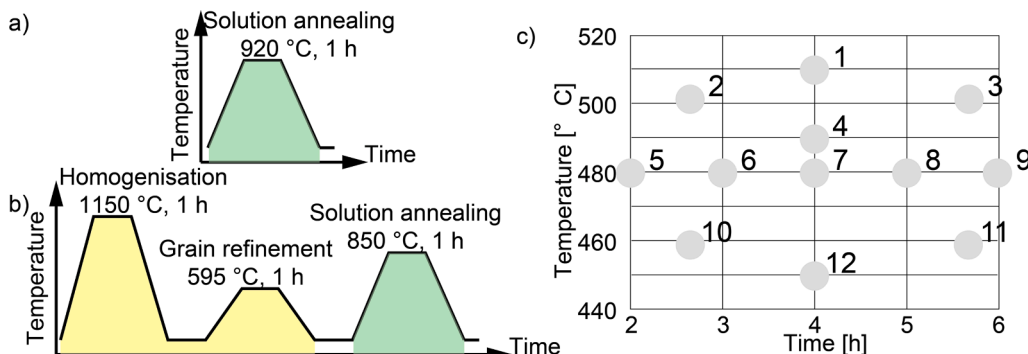 a)
Solution annealing
920 °C, 1 h
Temperature
Time
b)
Homogenisation
1150 °C, 1 h
Grain refinement
595 °C, 1 h
Solution annealing
850 °C, 1 h
Temperature
Time
c)
Temperature [° C]
520
500
480
460
440
1
2
3
4
5
6
7
8
9
10
11
12
2 3 4 5 6
Time [h]